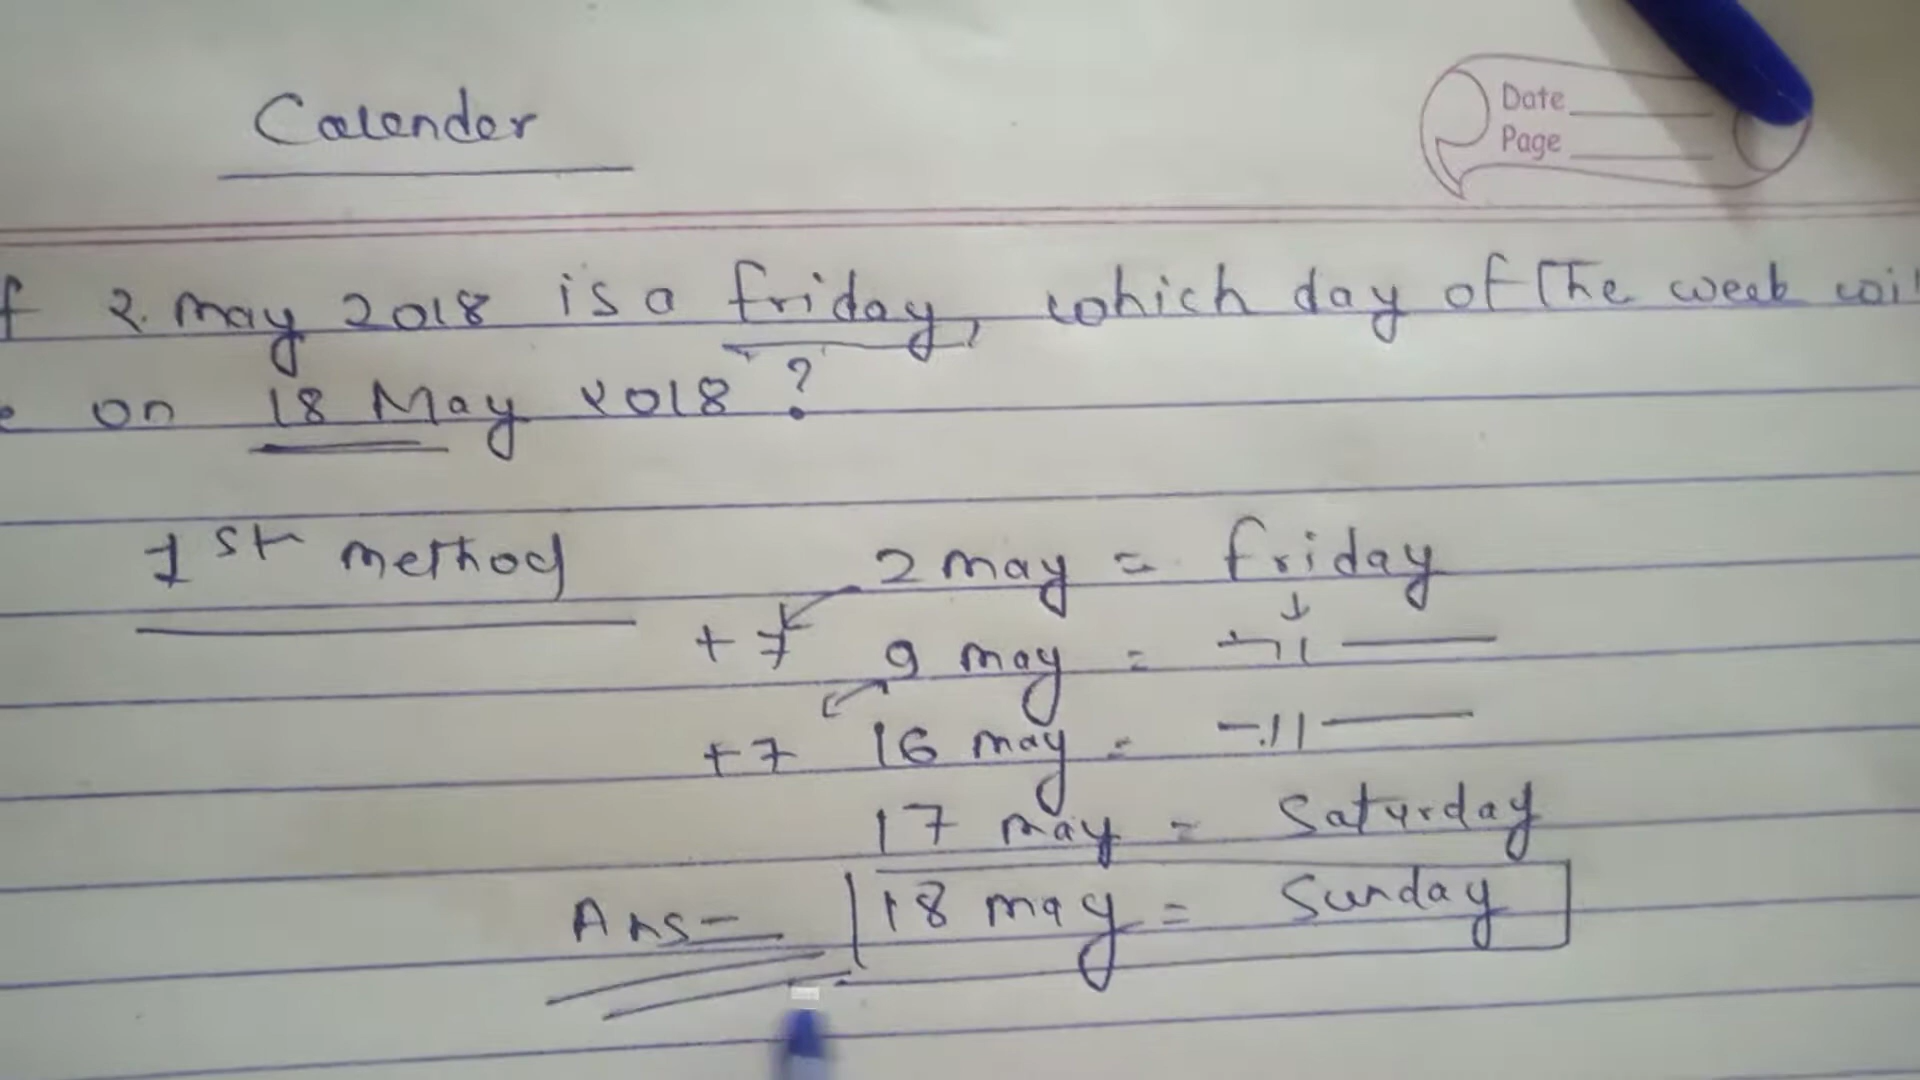 Calender
Date
Page
f 2 May 2018 is a friday, which day of the week wil
e on 18 May 2018 ?
1st method
2 may = friday
+7 9 may = —11—
+7 16 may = —11—
17 may = Saturday
Ans- 18 may = Sunday